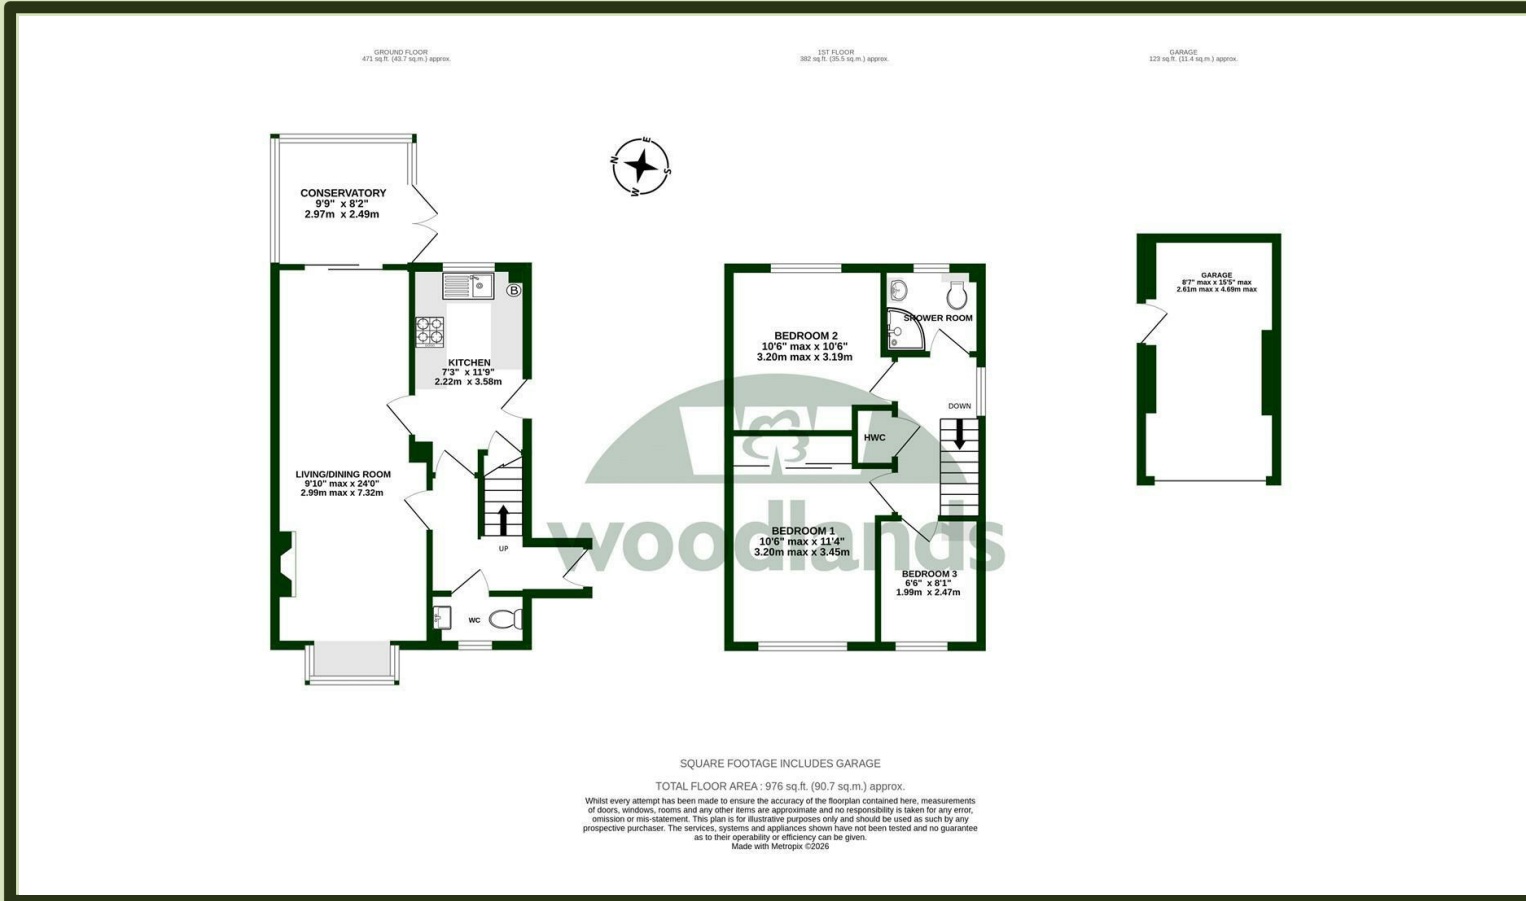 GROUND FLOOR
471 sq.ft. (43.7 sq.m.) approx.
1ST FLOOR
382 sq.ft. (35.5 sq.m.) approx.
GARAGE
123 sq.ft. (11.4 sq.m.) approx.
N
E
S
W
CONSERVATORY
9'9" x 8'2"
2.97m x 2.49m
B
KITCHEN
7'3" x 11'9"
2.22m x 3.58m
LIVING/DINING ROOM
9'10" max x 24'0"
2.99m max x 7.32m
UP
WC
BEDROOM 2
10'6" max x 10'6"
3.20m max x 3.19m
SHOWER ROOM
DOWN
HWC
BEDROOM 1
10'6" max x 11'4"
3.20m max x 3.45m
BEDROOM 3
6'6" x 8'1"
1.99m x 2.47m
woodlands
GARAGE
8'7" max x 15'5" max
2.61m max x 4.69m max
SQUARE FOOTAGE INCLUDES GARAGE
TOTAL FLOOR AREA : 976 sq.ft. (90.7 sq.m.) approx.
Whilst every attempt has been made to ensure the accuracy of the floorplan contained here, measurements
of doors, windows, rooms and any other items are approximate and no responsibility is taken for any error,
omission or mis-statement. This plan is for illustrative purposes only and should be used as such by any
prospective purchaser. The services, systems and appliances shown have not been tested and no guarantee
as to their operability or efficiency can be given.
Made with Metropix ©2026